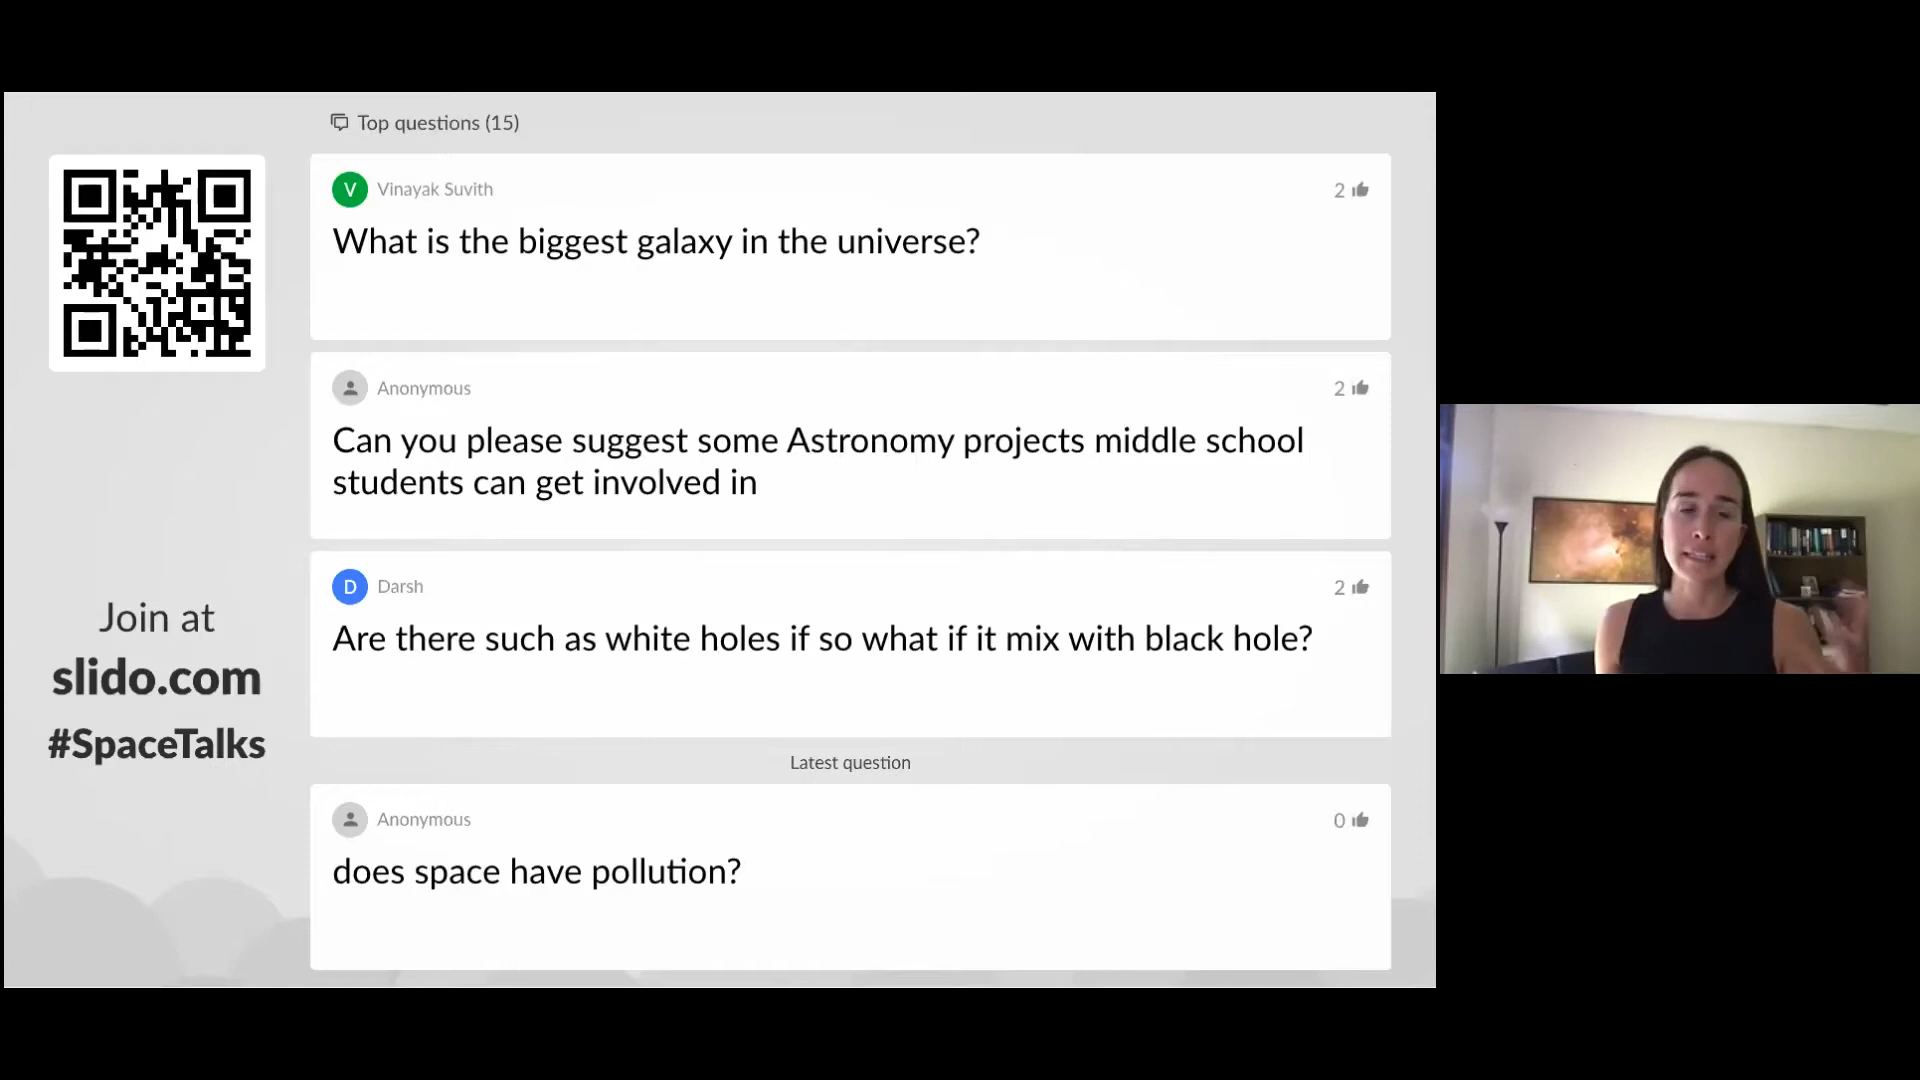 Top questions (15)
V Vinayak Suvith 2
What is the biggest galaxy in the universe?
Anonymous 2
Can you please suggest some Astronomy projects middle school
students can get involved in
D Darsh 2
Are there such as white holes if so what if it mix with black hole?
Latest question
Anonymous 0
does space have pollution?
Join at
slido.com
#SpaceTalks